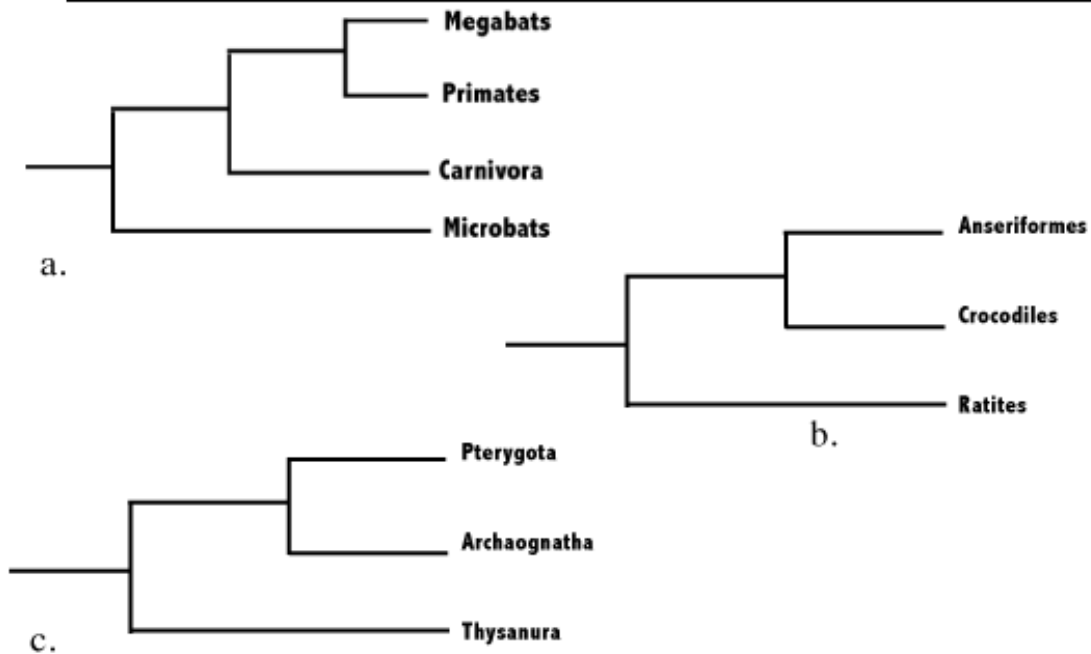 Megabats
Primates
Carnivora
Microbats
a.
Anseriformes
Crocodiles
Ratites
b.
Pterygota
Archaognatha
Thysanura
c.